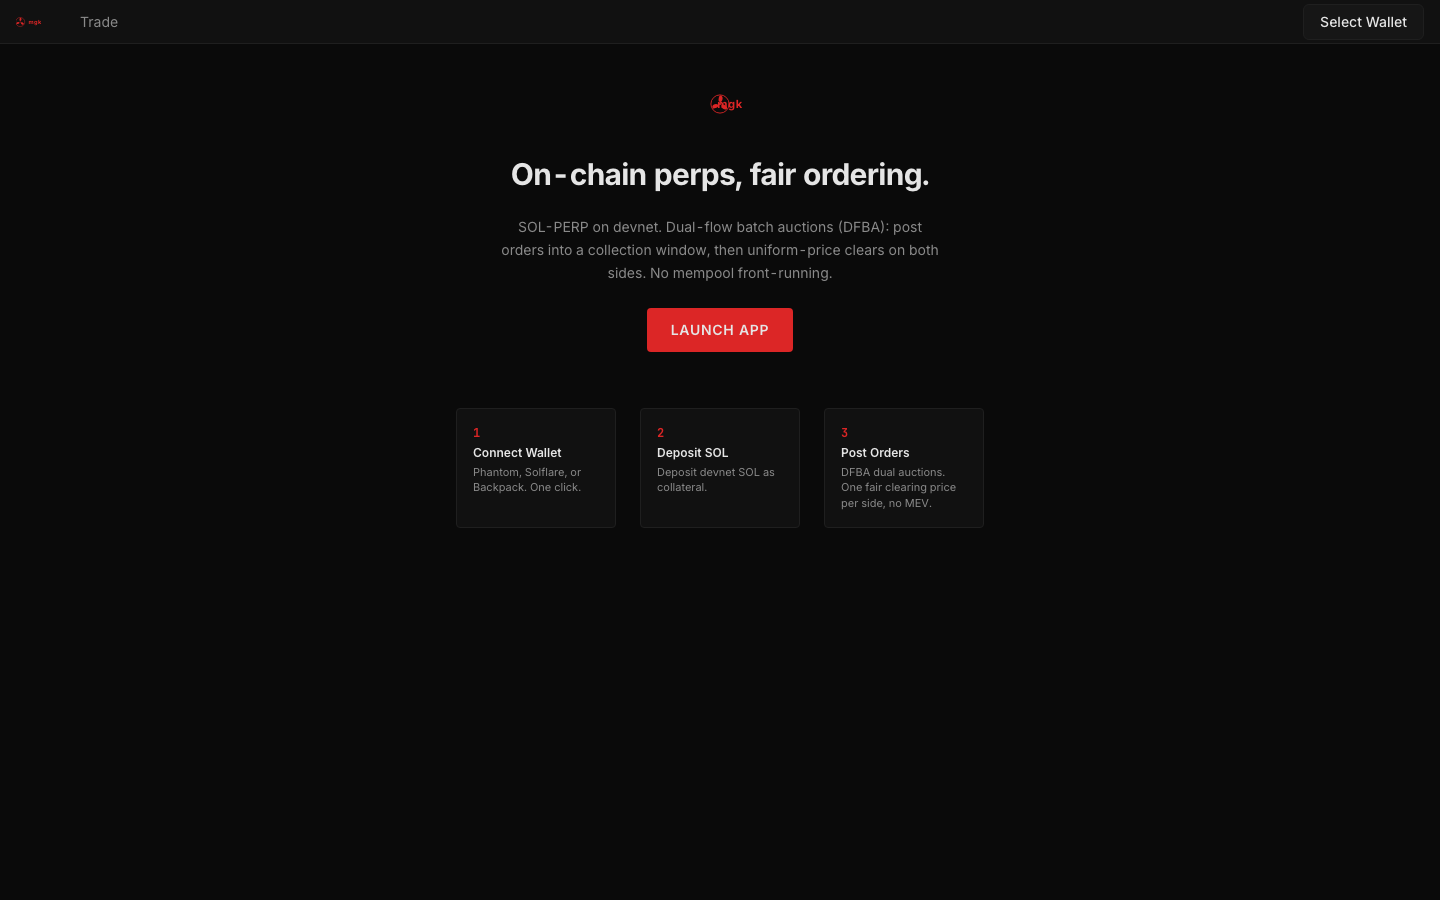 mgk
Trade
Select Wallet
mgk
On-chain perps, fair ordering.
SOL-PERP on devnet. Dual-flow batch auctions (DFBA): post
orders into a collection window, then uniform-price clears on both
sides. No mempool front-running.
LAUNCH APP
1
Connect Wallet
Phantom, Solflare, or
Backpack. One click.
2
Deposit SOL
Deposit devnet SOL as
collateral.
3
Post Orders
DFBA dual auctions.
One fair clearing price
per side, no MEV.